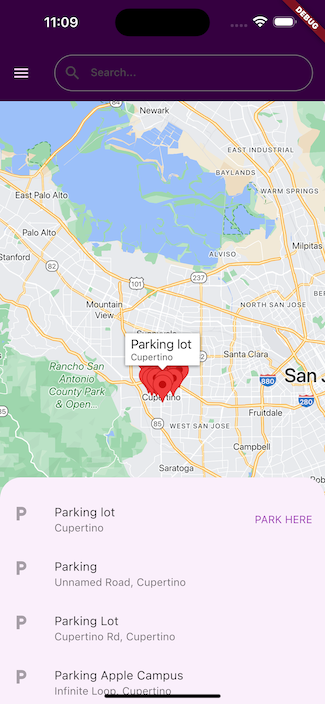 11:09
DEBUG
Search...
84
Newark
EAST INDUSTRIAL
BAYLANDS
WARM SPRINGS
East Palo Alto
Palo Alto
ALVISO
Milpitas
Stanford
82
101
237
Mountain
View
NORTH SAN JOSE
Sunnyvale
Parking lot
Cupertino
Santa Clara
Rancho San
Antonio
County Park
& Open...
Cupertino
880
San J
280
Fruitdale
85
WEST SAN JOSE
Campbell
Saratoga
P
Parking lot
Cupertino
PARK HERE
P
Parking
Unnamed Road, Cupertino
P
Parking Lot
Cupertino Rd, Cupertino
P
Parking Apple Campus
Infinite Loop, Cupertino